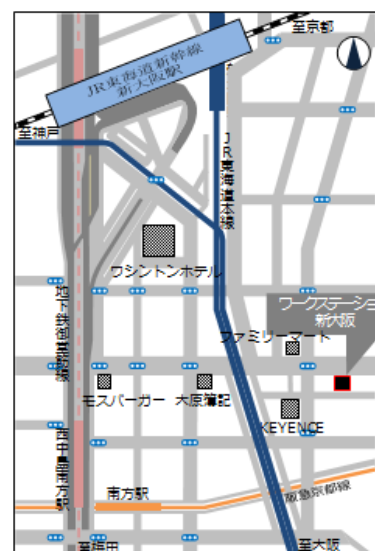 至京都
JR東海道新幹線
新大阪駅
至神戸
JR東海道本線
ワシントンホテル
地下鉄御堂筋線
ワークステーショ
新大阪
ファミリーマート
モスバーガー
大原簿記
KEYENCE
西中島南方駅
南方駅
阪急京都線
至梅田
至大阪